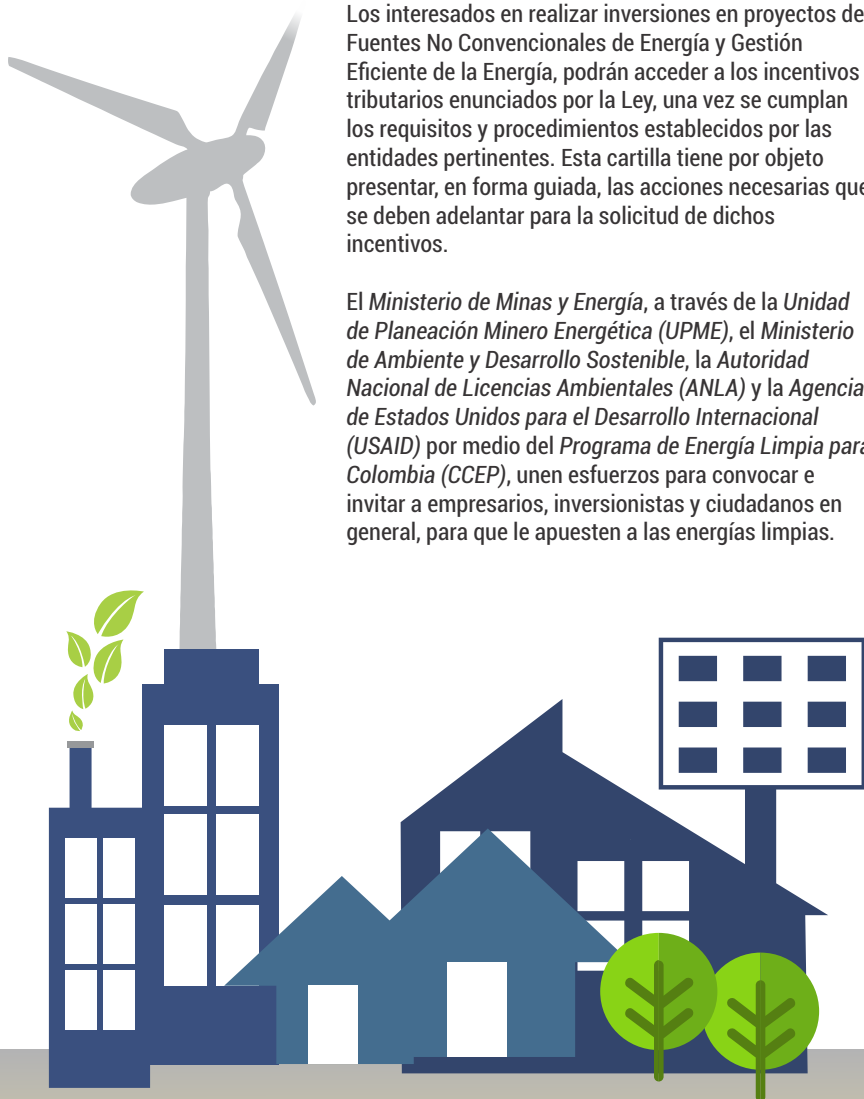 Los interesados en realizar inversiones en proyectos de
Fuentes No Convencionales de Energía y Gestión
Eficiente de la Energía, podrán acceder a los incentivos
tributarios enunciados por la Ley, una vez se cumplan
los requisitos y procedimientos establecidos por las
entidades pertinentes. Esta cartilla tiene por objeto
presentar, en forma guiada, las acciones necesarias que
se deben adelantar para la solicitud de dichos
incentivos.
El Ministerio de Minas y Energía, a través de la Unidad
de Planeación Minero Energética (UPME), el Ministerio
de Ambiente y Desarrollo Sostenible, la Autoridad
Nacional de Licencias Ambientales (ANLA) y la Agencia
de Estados Unidos para el Desarrollo Internacional
(USAID) por medio del Programa de Energía Limpia para
Colombia (CCEP), unen esfuerzos para convocar e
invitar a empresarios, inversionistas y ciudadanos en
general, para que le apuesten a las energías limpias.